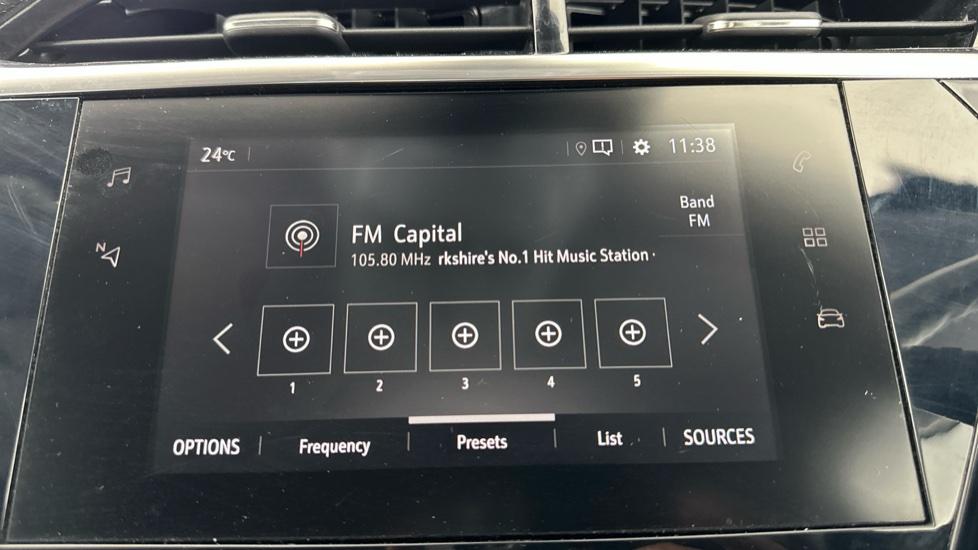 24°C
11:38
N
Band
FM
FM Capital
105.80 MHz rkshire's No.1 Hit Music Station ·
1 2 3 4 5
OPTIONS Frequency Presets List SOURCES